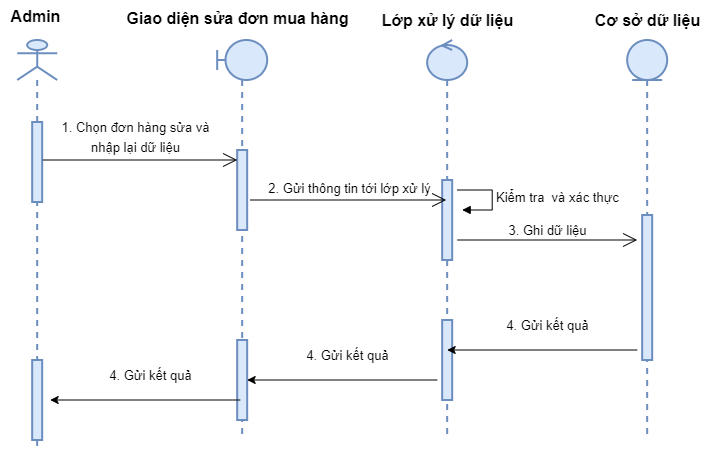 Admin
Giao diện sửa đơn mua hàng
Lớp xử lý dữ liệu
Cơ sở dữ liệu
1. Chọn đơn hàng sửa và
nhập lại dữ liệu
2. Gửi thông tin tới lớp xử lý
Kiểm tra và xác thực
3. Ghi dữ liệu
4. Gửi kết quả
4. Gửi kết quả
4. Gửi kết quả